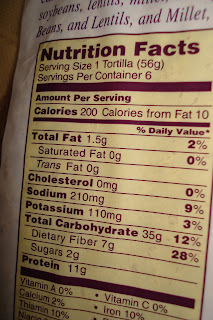 soybeans, lentils, millet,
Beans, and Lentils, and Millet,
Nutrition Facts
Serving Size 1 Tortilla (56g)
Servings Per Container 6
Amount Per Serving
Calories 200 Calories from Fat 10
% Daily Value*
Total Fat 1.5g 2%
Saturated Fat 0g 0%
Trans Fat 0g
Cholesterol 0mg 0%
Sodium 210mg 9%
Potassium 110mg 3%
Total Carbohydrate 35g 12%
Dietary Fiber 7g 28%
Sugars 2g
Protein 11g
Vitamin A 0% • Vitamin C 0%
Calcium 2% • Iron 10%
Thiamin 10%